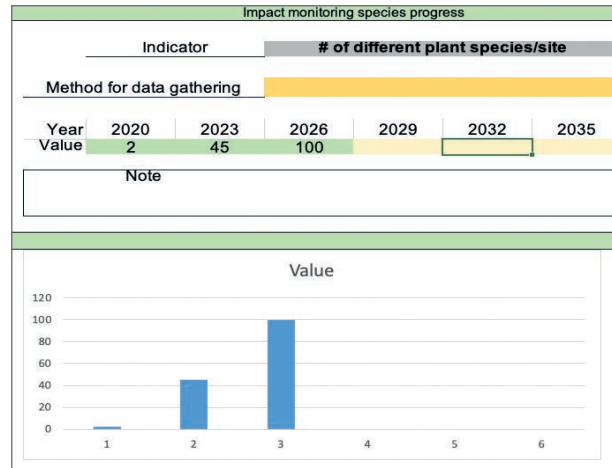 Impact monitoring species progress
Indicator # of different plant species/site
Method for data gathering
Year 2020 2023 2026 2029 2032 2035
Value 2 45 100
Note
Value
120
100
80
60
40
20
0
1 2 3 4 5 6